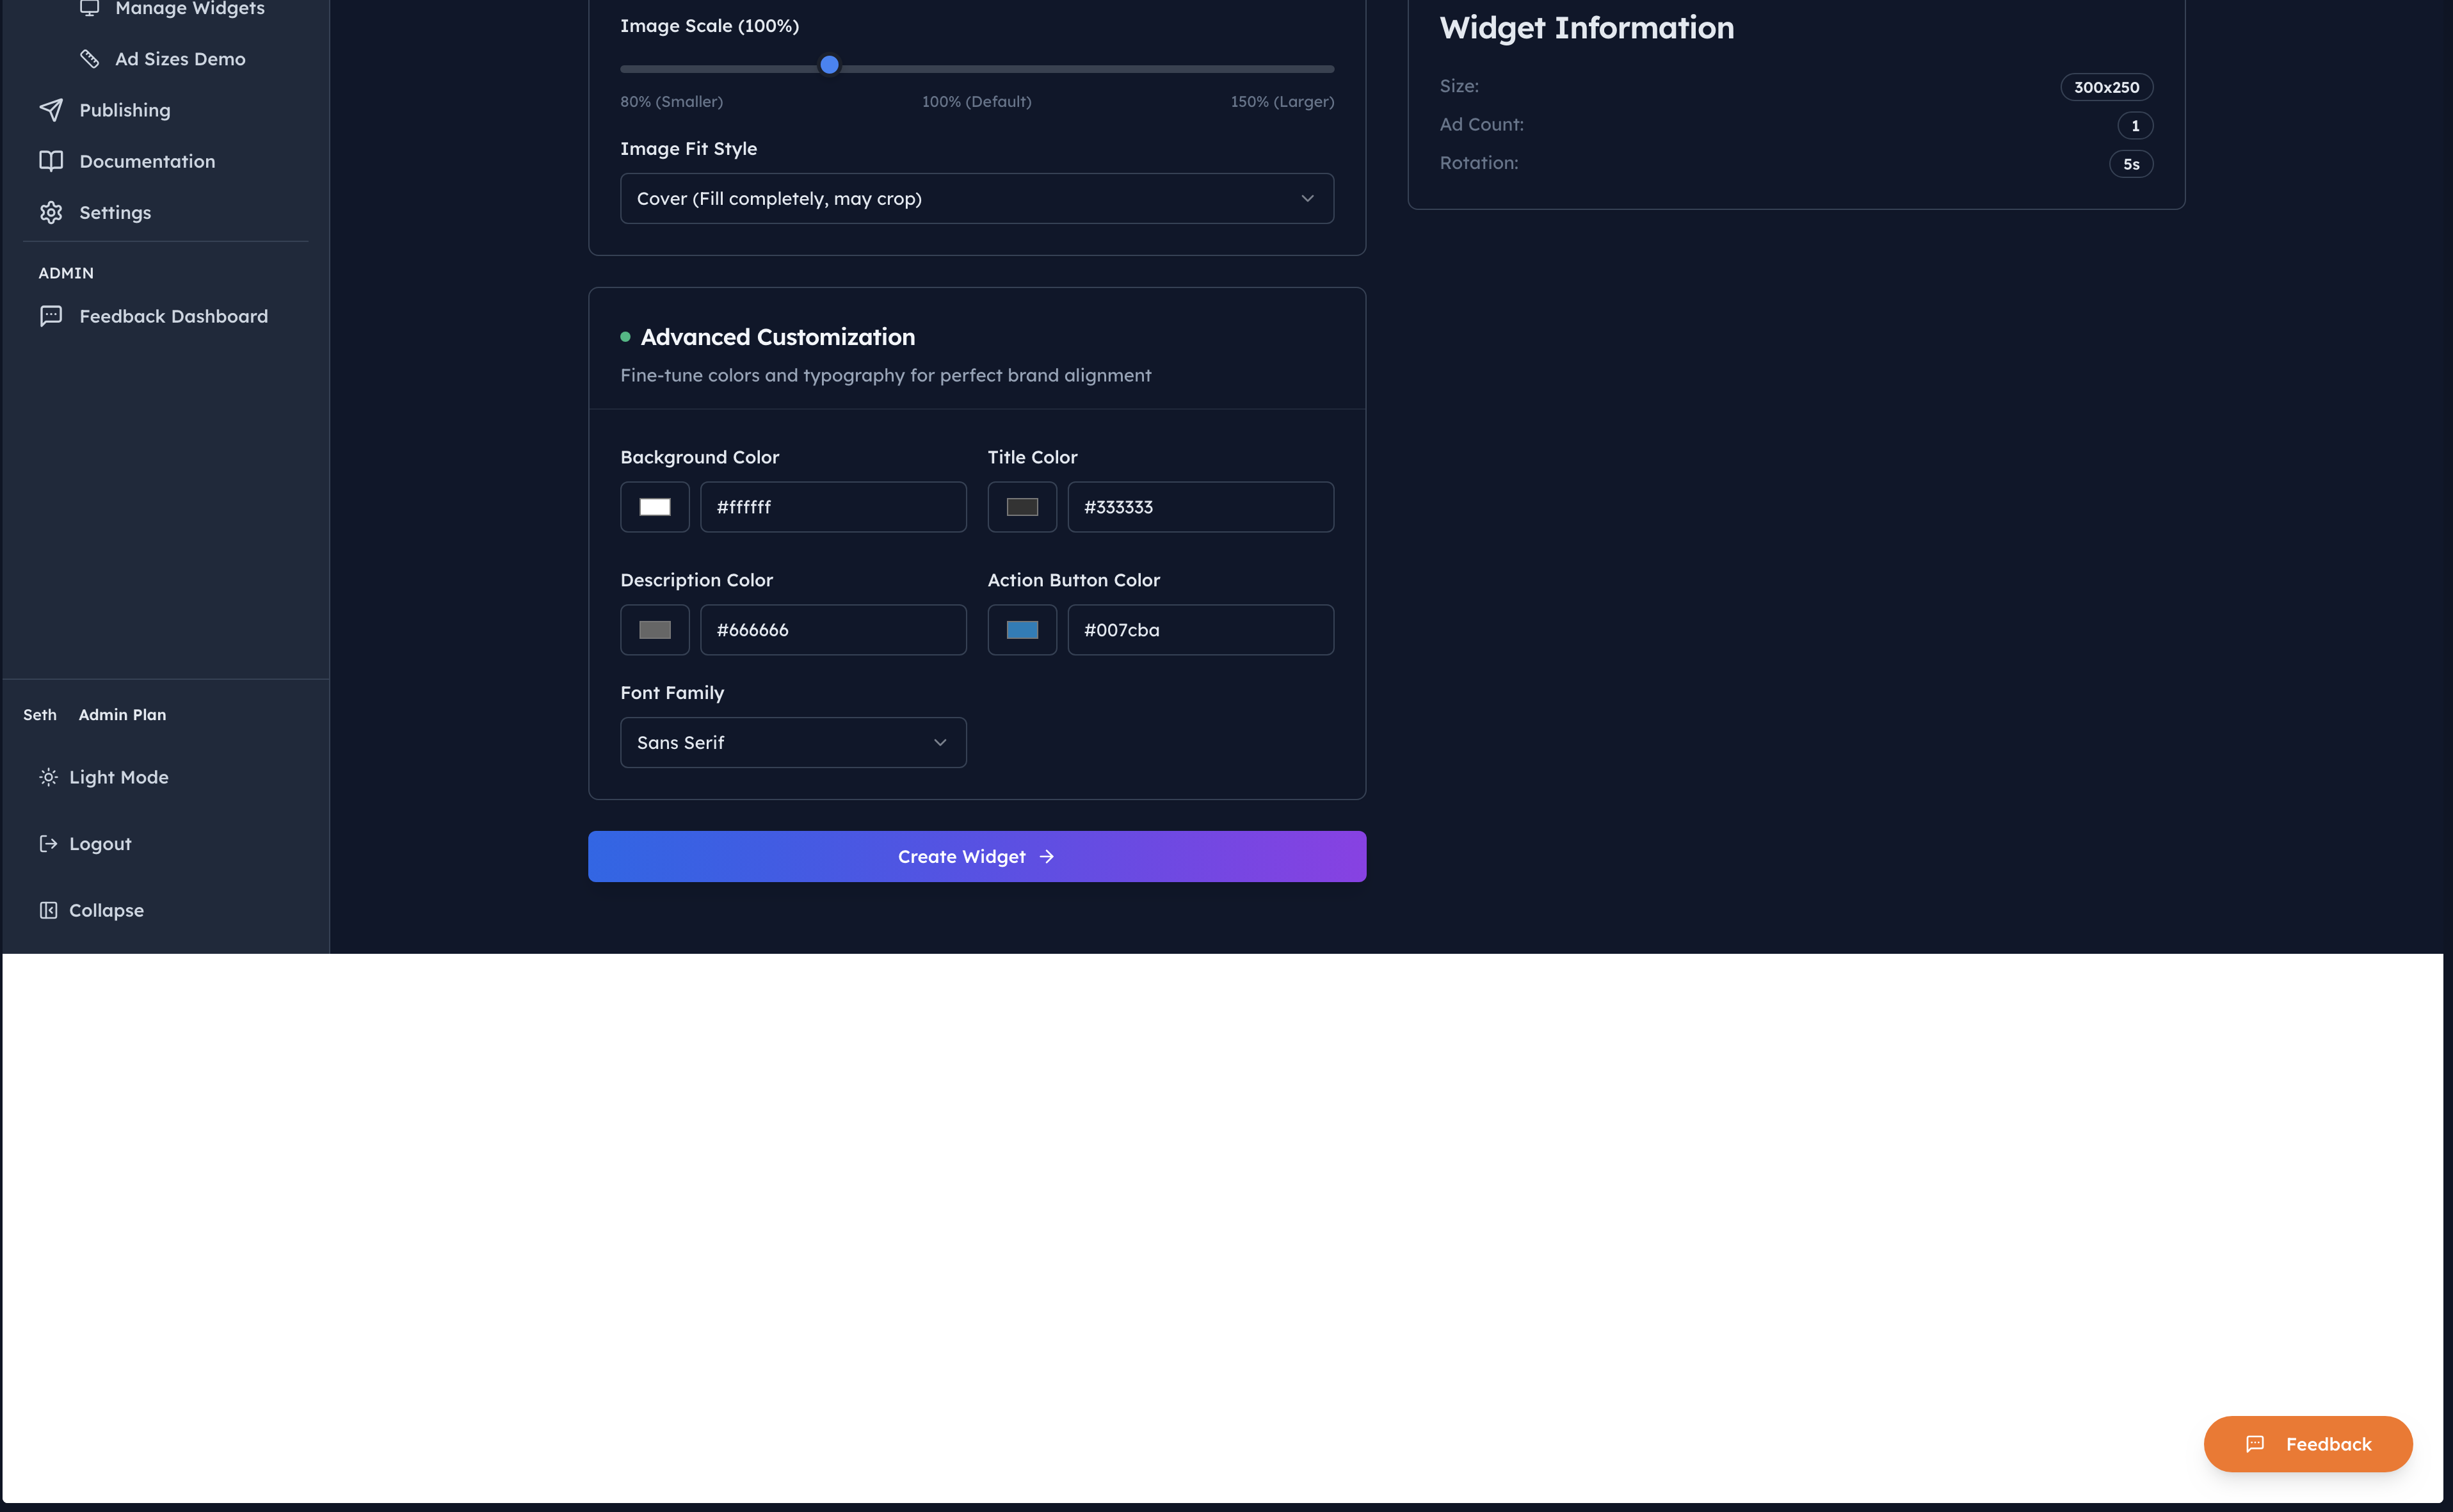 Manage Widgets
Ad Sizes Demo
Publishing
Documentation
Settings
ADMIN
Feedback Dashboard
Seth Admin Plan
Light Mode
Logout
Collapse
Image Scale (100%)
80% (Smaller) 100% (Default) 150% (Larger)
Image Fit Style
Cover (Fill completely, may crop)
Advanced Customization
Fine-tune colors and typography for perfect brand alignment
Background Color Title Color
#ffffff #333333
Description Color Action Button Color
#666666 #007cba
Font Family
Sans Serif
Create Widget
Widget Information
Size: 300x250
Ad Count: 1
Rotation: 5s
Feedback